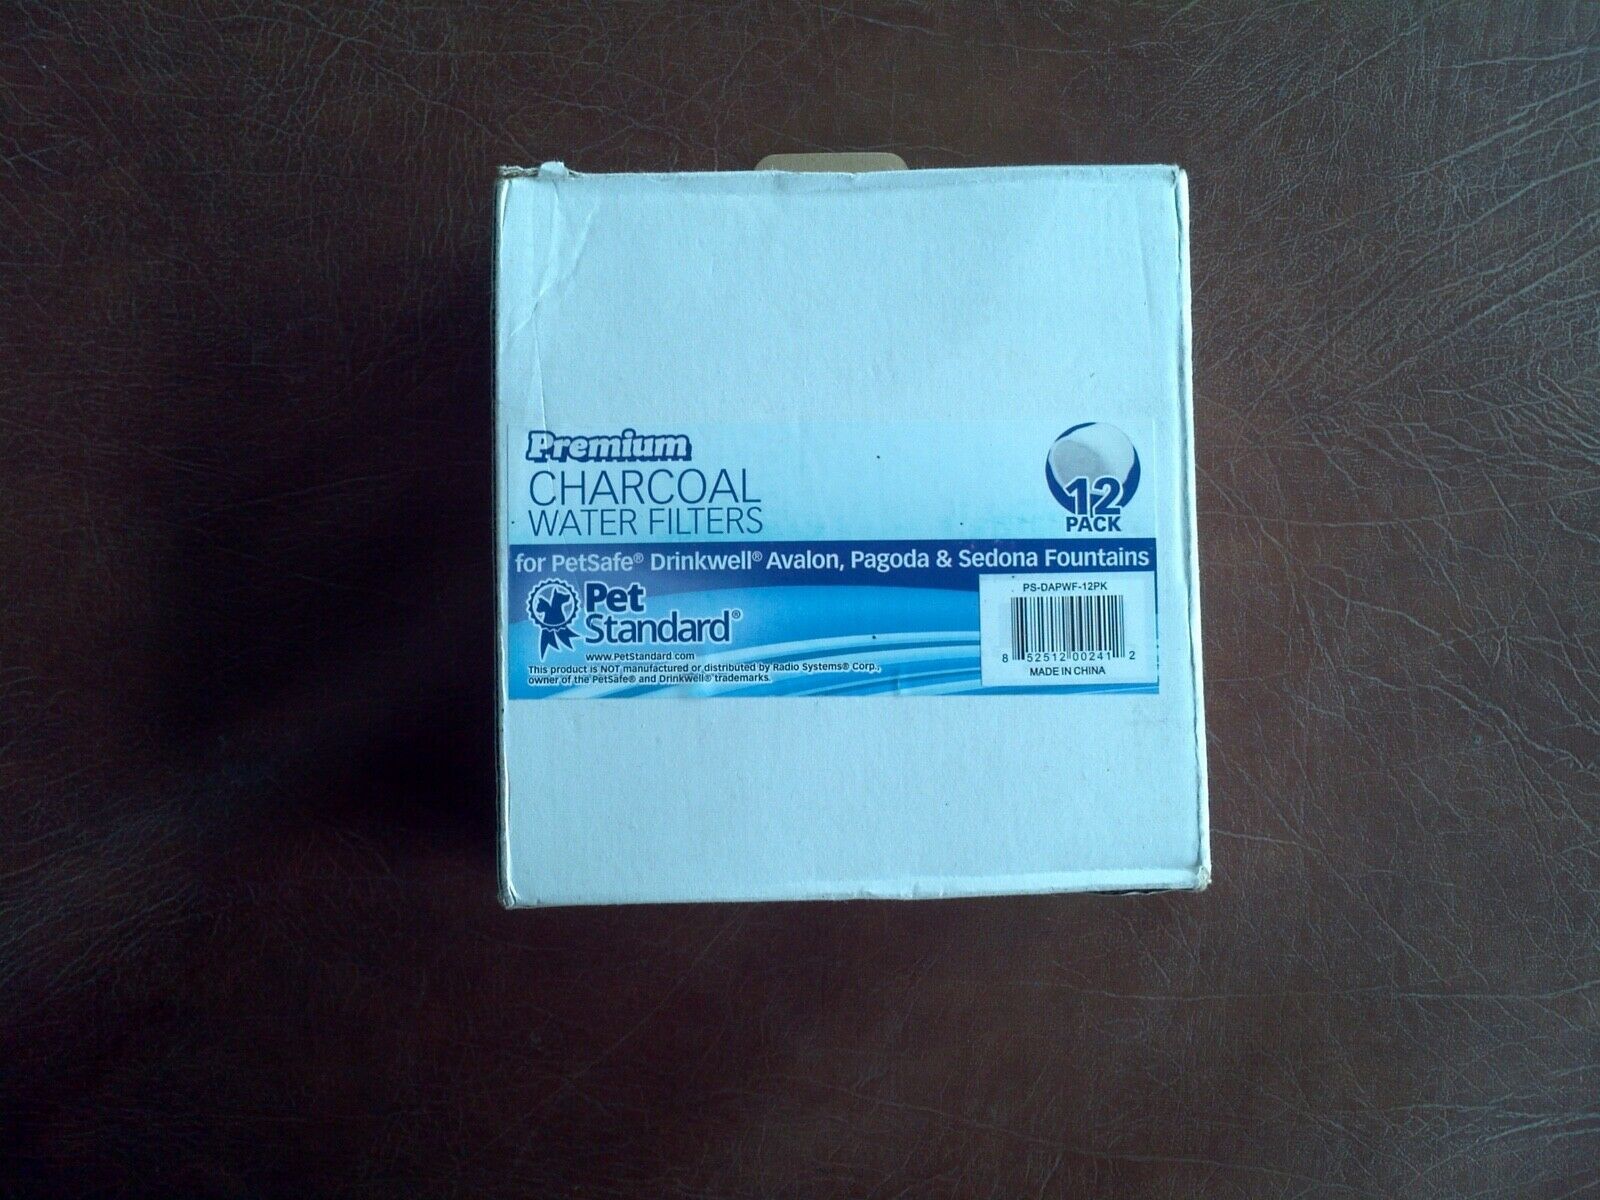 Premium
CHARCOAL
WATER FILTERS
12
PACK
for PetSafe® Drinkwell® Avalon, Pagoda & Sedona Fountains
Pet
Standard®
www.PetStandard.com
This product is NOT manufactured or distributed by Radio Systems® Corp.,
owner of the PetSafe® and Drinkwell® trademarks.
PS-DAPWF-12PK
8 52512 00241 2
MADE IN CHINA